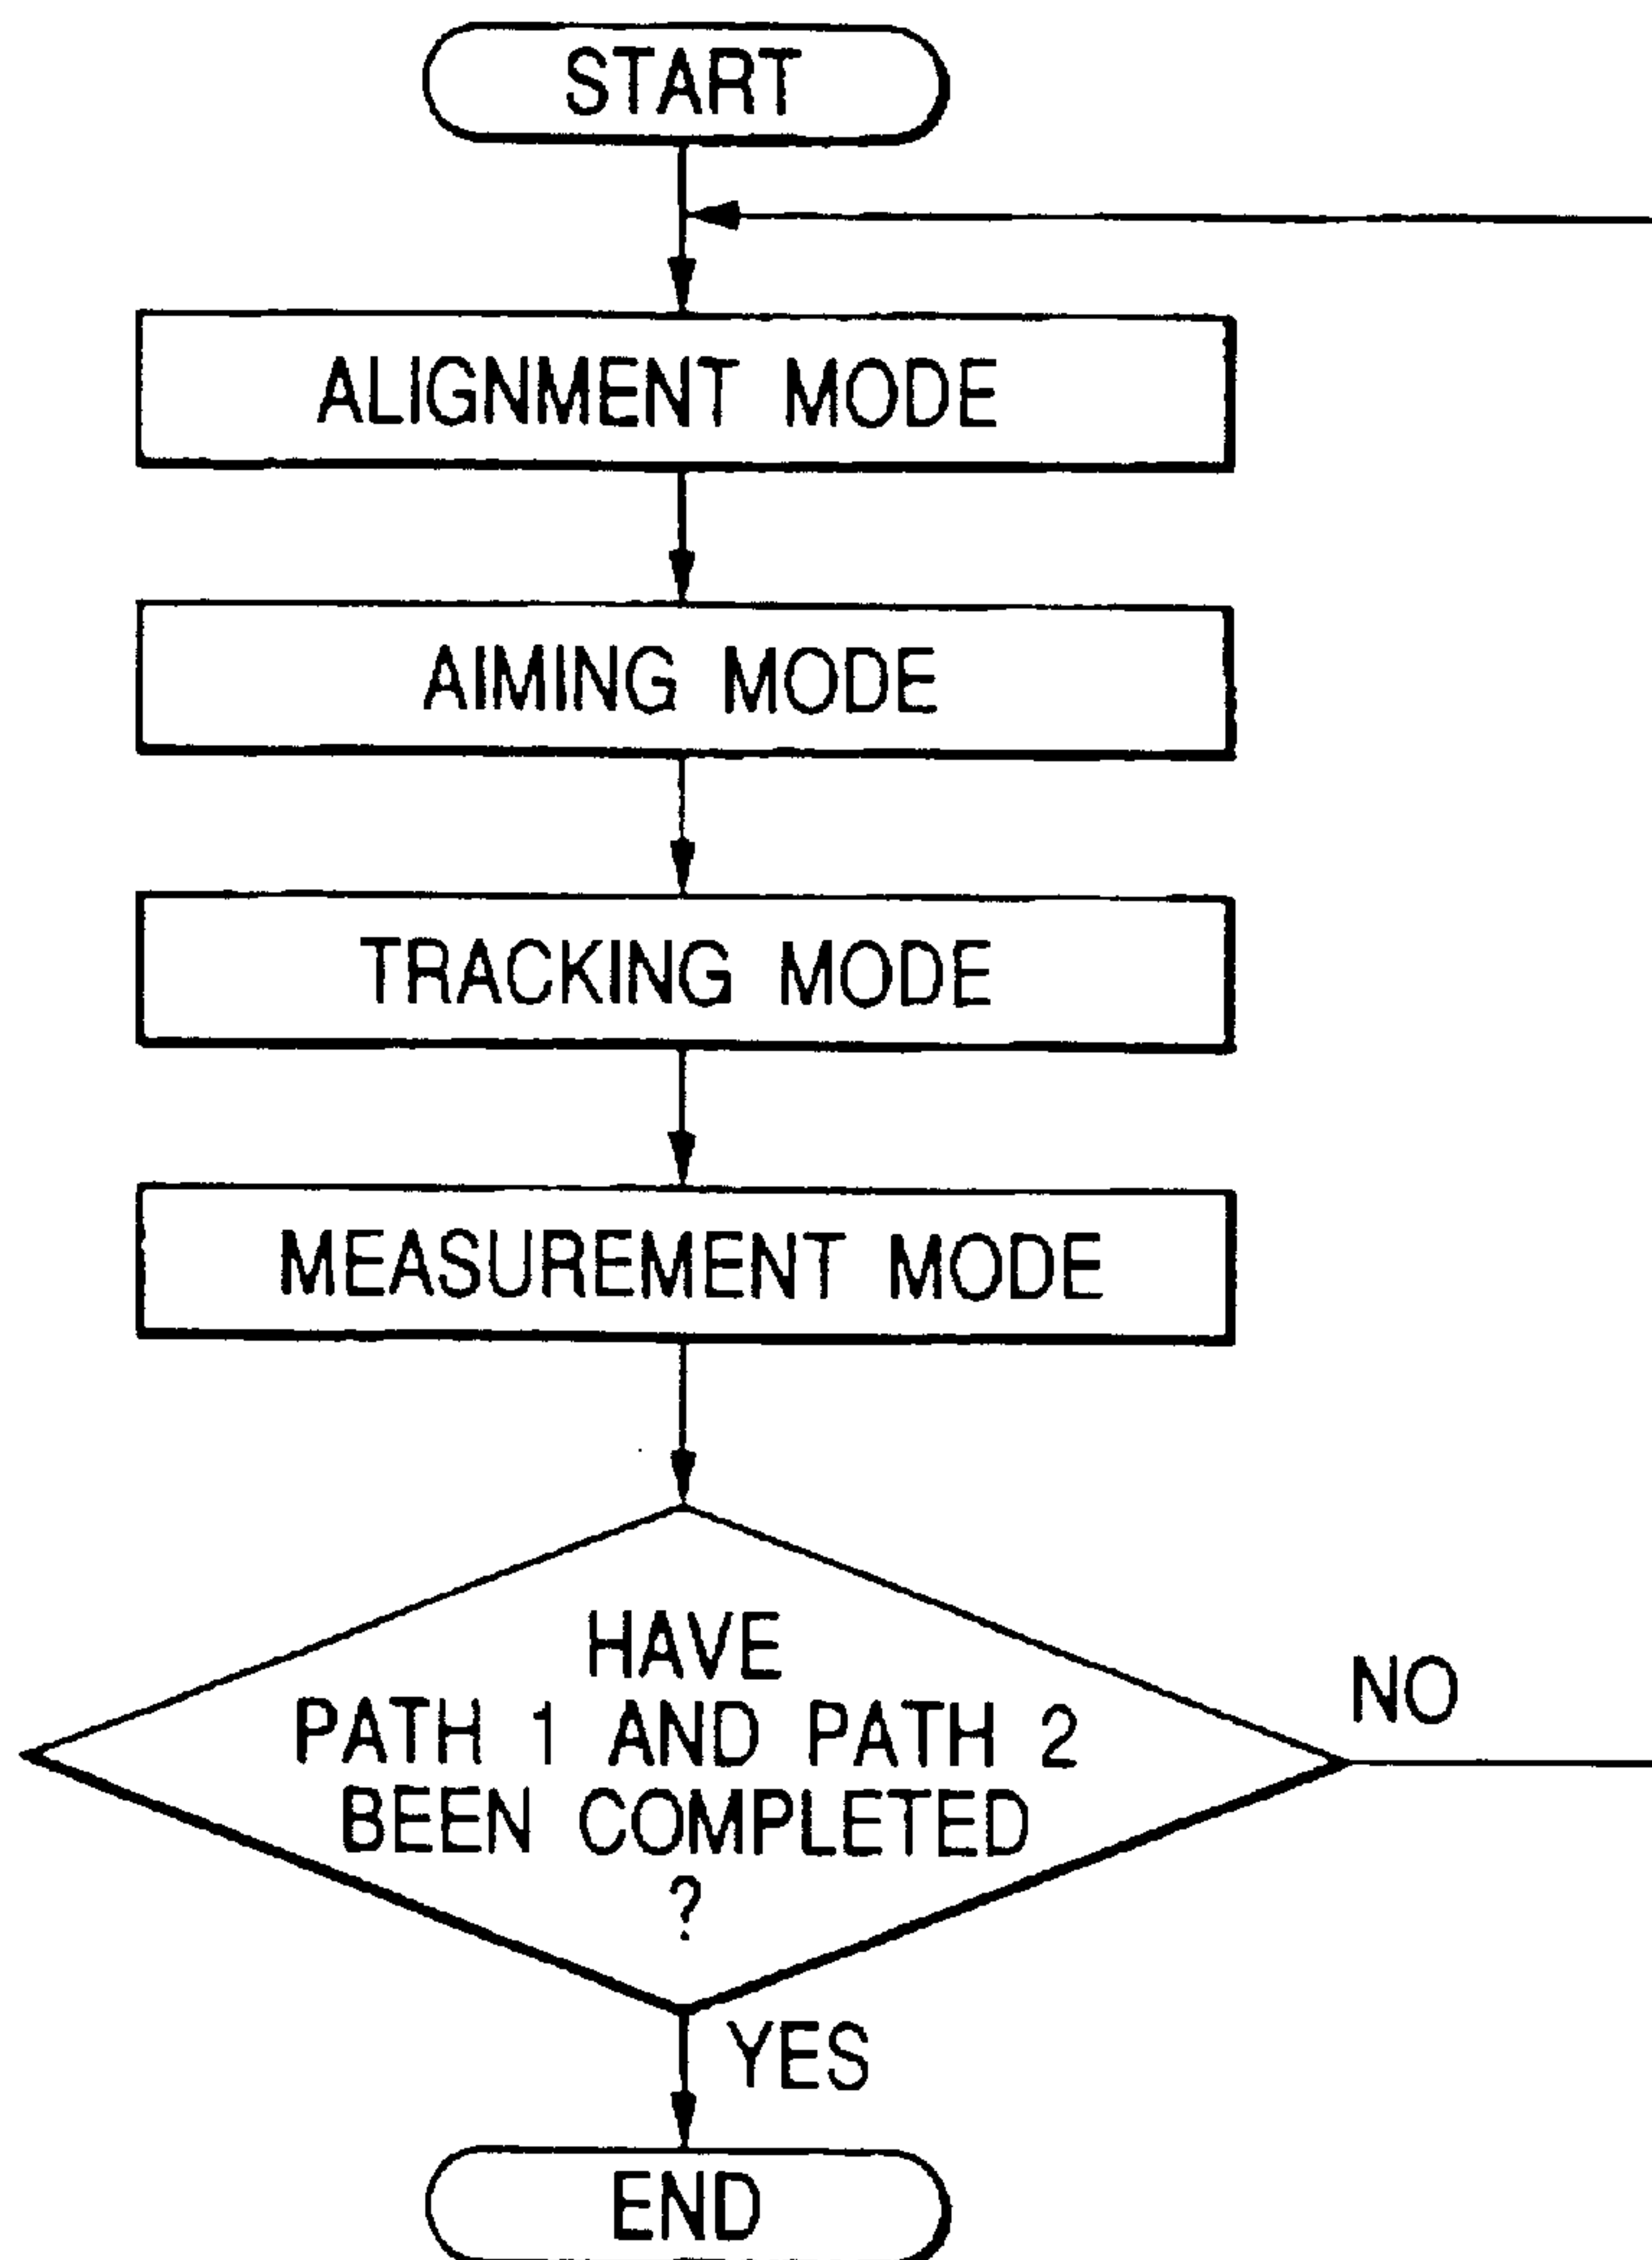 START
ALIGNMENT MODE
AIMING MODE
TRACKING MODE
MEASUREMENT MODE
HAVE
PATH 1 AND PATH 2
BEEN COMPLETED
?
NO
YES
END